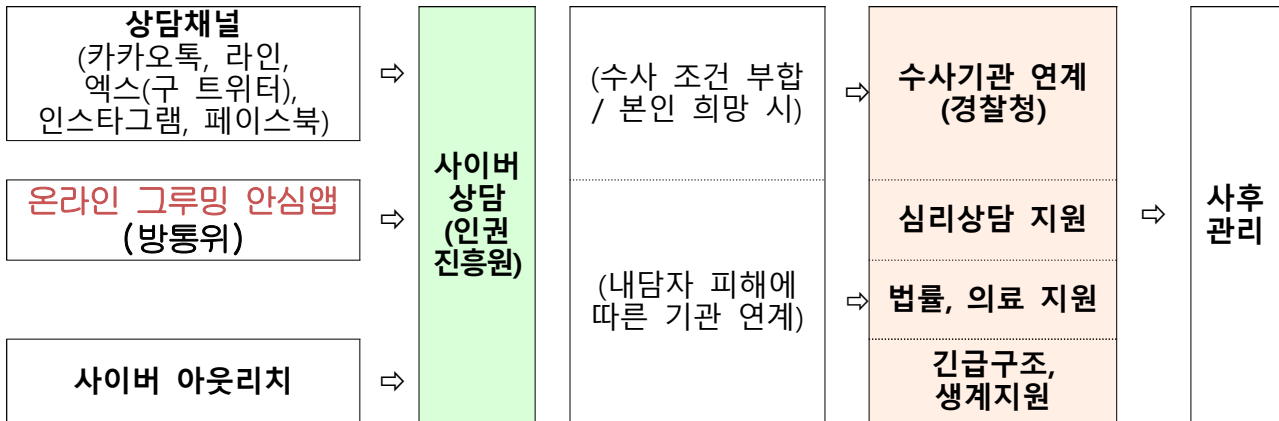 상담채널
(카카오톡, 라인,
엑스(구 트위터),
인스타그램, 페이스북)
⇨
온라인 그루밍 안심앱
(방통위)
⇨
사이버 아웃리치
⇨
사이버
상담
(인권
진흥원)
(수사 조건 부합
/ 본인 희망 시)
⇨
수사기관 연계
(경찰청)
(내담자 피해에
따른 기관 연계)
⇨
심리상담 지원
법률, 의료 지원
긴급구조,
생계지원
⇨
사후
관리